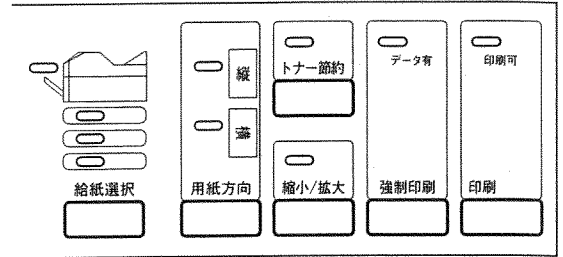 縦
横
トナー節約
データ有
印刷可
給紙選択
用紙方向
縮小/拡大
強制印刷
印刷